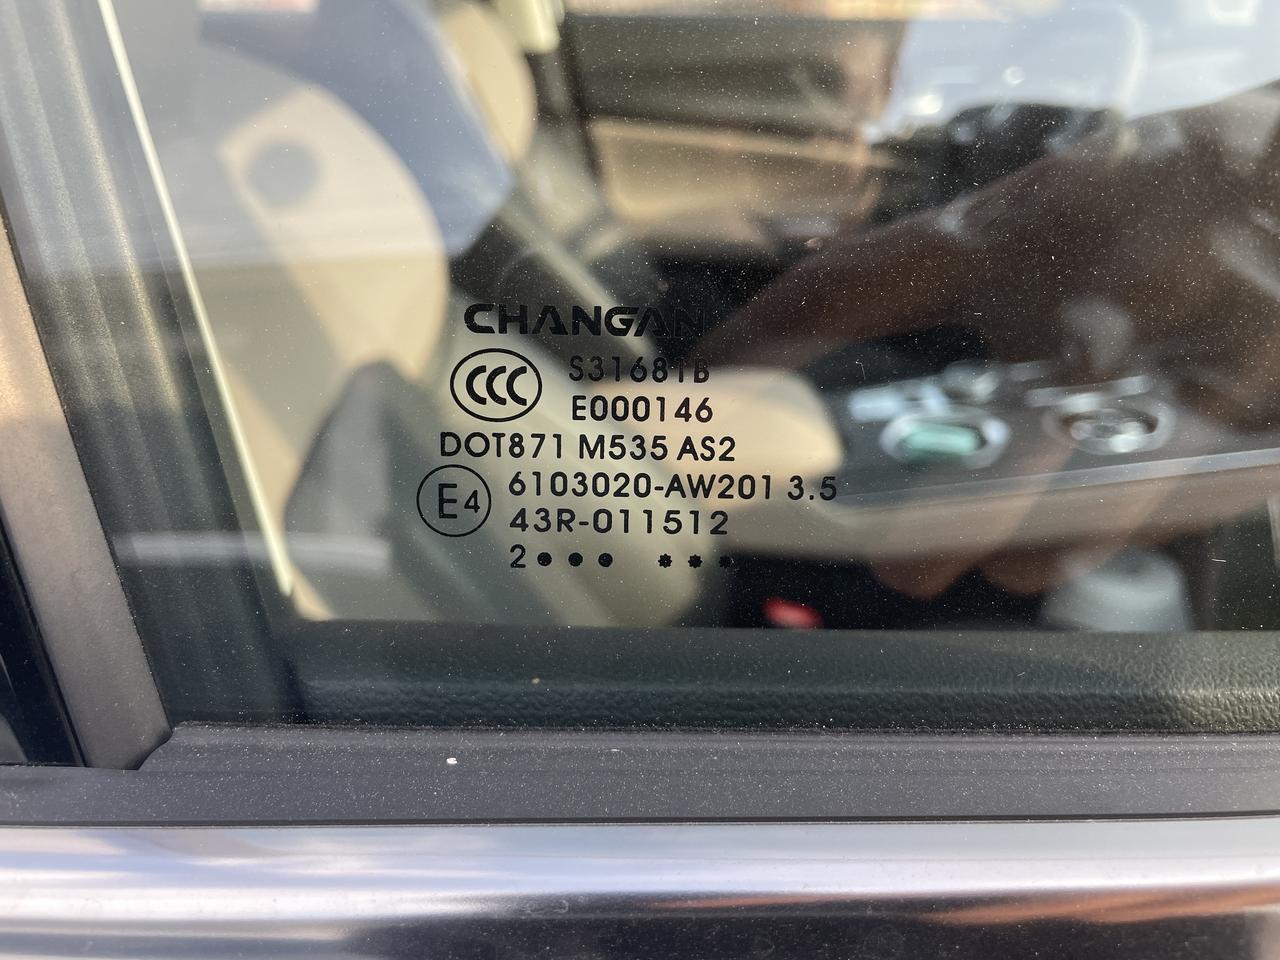 CHANGAN
CCC S31681B
E000146
DOT871 M535 AS2
E4 6103020-AW201 3.5
43R-011512
2●●● ✸✸✸